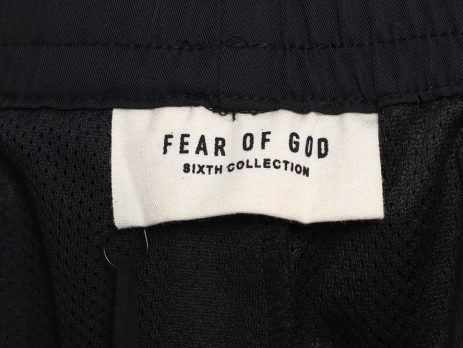 FEAR OF GOD
SIXTH COLLECTION